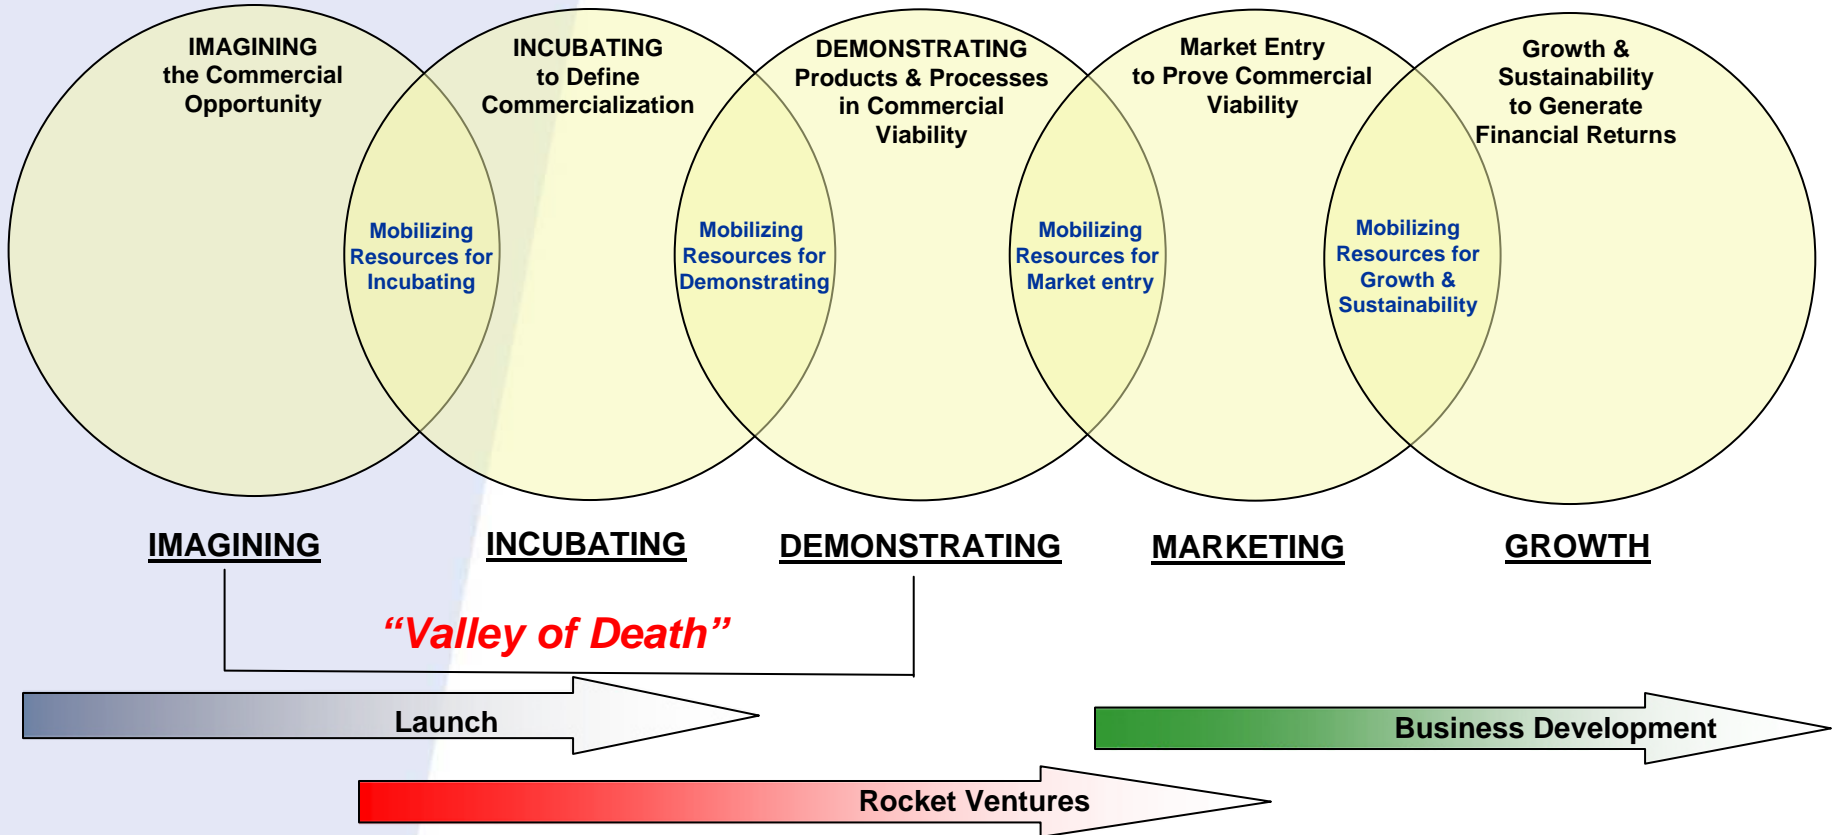 IMAGINING
the Commercial
Opportunity
INCUBATING
to Define
Commercialization
DEMONSTRATING
Products & Processes
in Commercial
Viability
Market Entry
to Prove Commercial
Viability
Growth &
Sustainability
to Generate
Financial Returns
Mobilizing
Resources for
Incubating
Mobilizing
Resources for
Demonstrating
Mobilizing
Resources for
Market entry
Mobilizing
Resources for
Growth &
Sustainability
IMAGINING
INCUBATING
DEMONSTRATING
MARKETING
GROWTH
“Valley of Death”
Launch
Business Development
Rocket Ventures